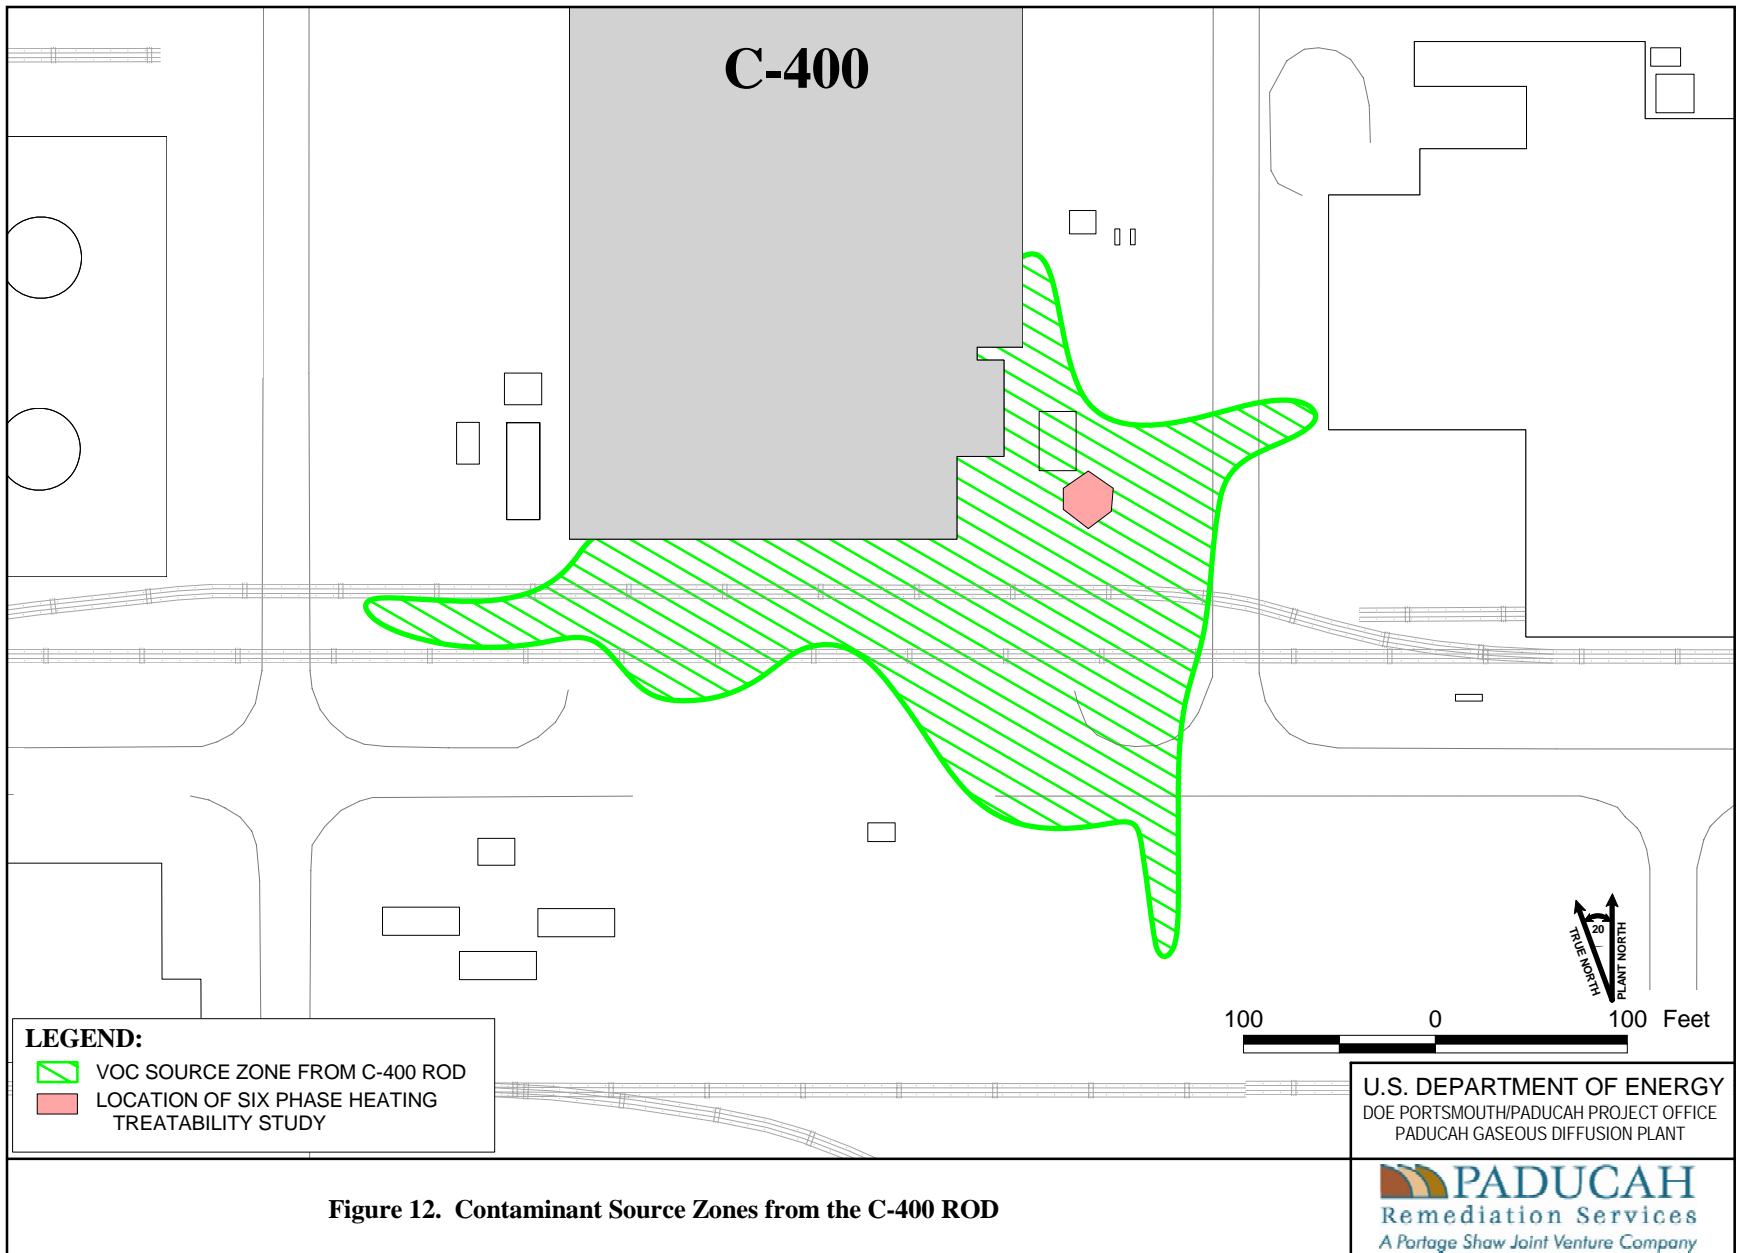 C-400
20
TRUE NORTH
PLANT NORTH
100 0 100 Feet
LEGEND:
VOC SOURCE ZONE FROM C-400 ROD
LOCATION OF SIX PHASE HEATING
TREATABILITY STUDY
U.S. DEPARTMENT OF ENERGY
DOE PORTSMOUTH/PADUCAH PROJECT OFFICE
PADUCAH GASEOUS DIFFUSION PLANT
Figure 12. Contaminant Source Zones from the C-400 ROD
PADUCAH
Remediation Services
A Portage Shaw Joint Venture Company